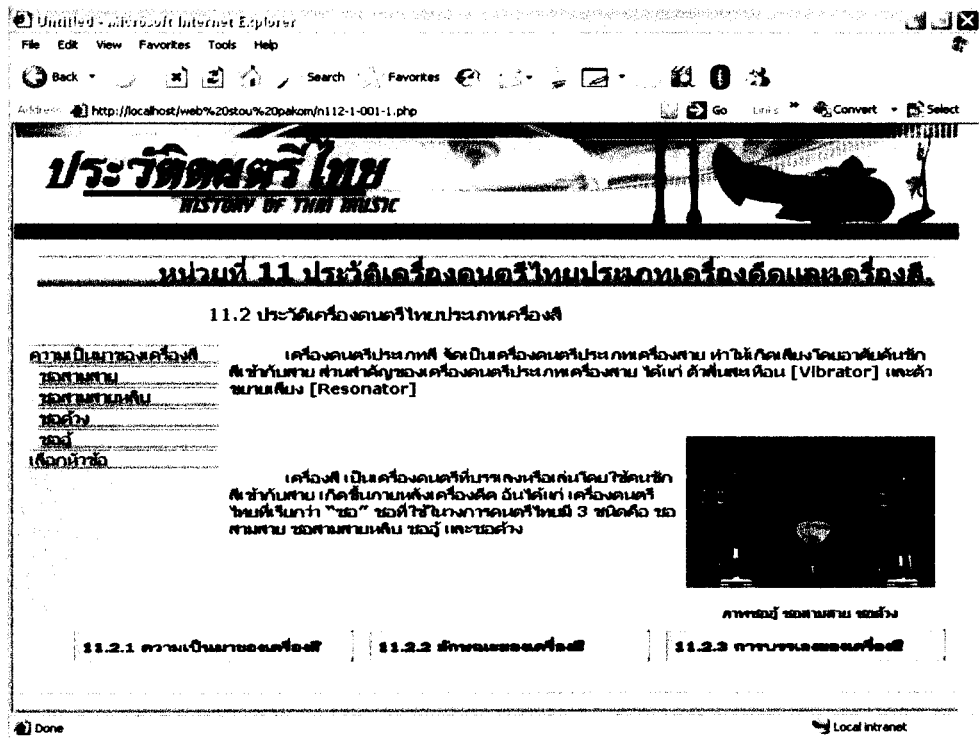 Untitled - Microsoft Internet Explorer
File Edit View Favorites Tools Help
Back Search Favorites
Address http://localhost/web%20stou%20pakom/n112-1-001-1.php Go Links » Convert Select
ประวัติดนตรีไทย
HISTORY OF THAI MUSIC
หน่วยที่ 11 ประวัติเครื่องดนตรีไทยประเภทเครื่องดีดและเครื่องสี.
11.2 ประวัติเครื่องดนตรีไทยประเภทเครื่องสี
ความเป็นมาของเครื่องสี
ซอสามสาย
ซอสามสายหลิบ
ซอด้วง
ซออู้
เลือกหัวข้อ
เครื่องดนตรีประเภทสี จัดเป็นเครื่องดนตรีประเภทเครื่องสาย ทำให้เกิดเสียงโดยอาศัยคันชัก
สีเข้ากับสาย ส่วนสำคัญของเครื่องดนตรีประเภทเครื่องสาย ได้แก่ ตัวสั่นสะเทือน [Vibrator] และตัว
ขยายเสียง [Resonator]
เครื่องสี เป็นเครื่องดนตรีที่บรรเลงหรือเล่นโดยใช้คนชัก
สีเข้ากับสาย เกิดขึ้นภายหลังเครื่องดีด อันได้แก่ เครื่องดนตรี
ไทยที่เรียกว่า “ซอ” ซอที่ใช้ในวงการดนตรีไทยมี 3 ชนิดคือ ซอ
สามสาย ซอสามสายหลิบ ซออู้ และซอด้วง
ภาพซออู้ ซอสามสาย ซอด้วง
11.2.1 ความเป็นมาของเครื่องสี 11.2.2 ลักษณะของเครื่องสี 11.2.3 การบรรเลงของเครื่องสี
Done Local intranet